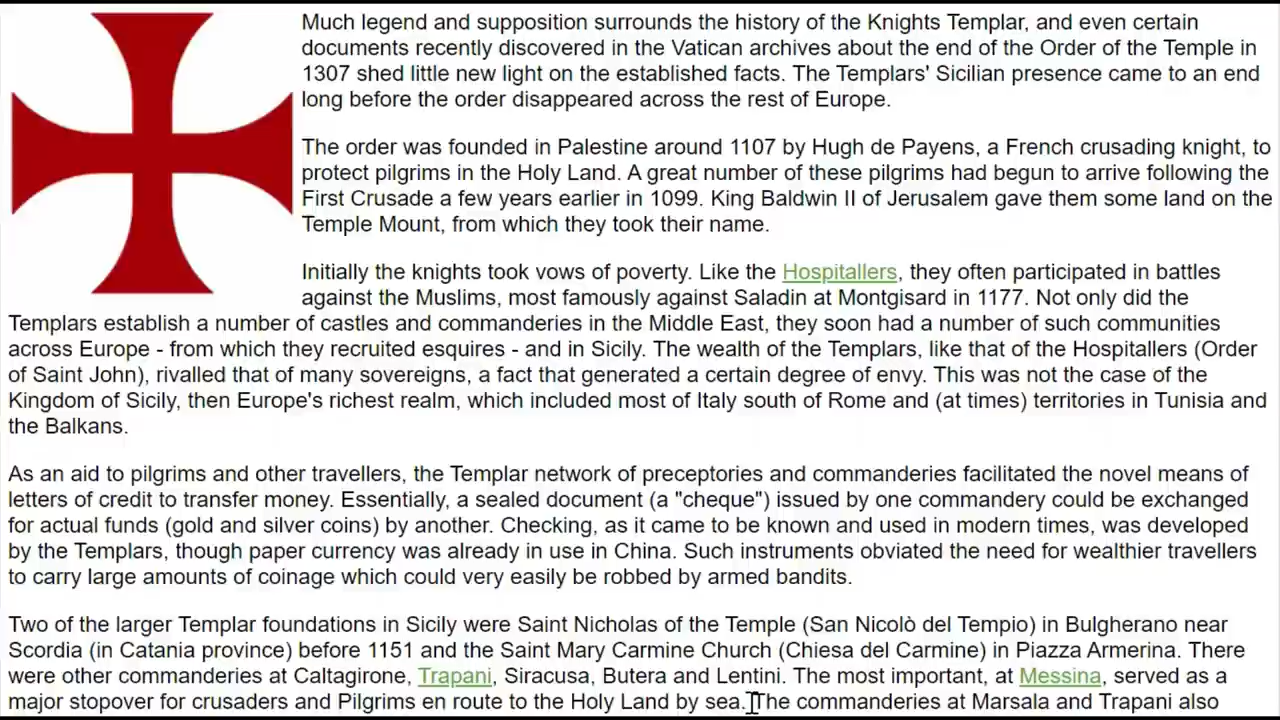 Much legend and supposition surrounds the history of the Knights Templar, and even certain
documents recently discovered in the Vatican archives about the end of the Order of the Temple in
1307 shed little new light on the established facts. The Templars' Sicilian presence came to an end
long before the order disappeared across the rest of Europe.
The order was founded in Palestine around 1107 by Hugh de Payens, a French crusading knight, to
protect pilgrims in the Holy Land. A great number of these pilgrims had begun to arrive following the
First Crusade a few years earlier in 1099. King Baldwin II of Jerusalem gave them some land on the
Temple Mount, from which they took their name.
Initially the knights took vows of poverty. Like the Hospitallers, they often participated in battles
against the Muslims, most famously against Saladin at Montgisard in 1177. Not only did the
Templars establish a number of castles and commanderies in the Middle East, they soon had a number of such communities
across Europe - from which they recruited esquires - and in Sicily. The wealth of the Templars, like that of the Hospitallers (Order
of Saint John), rivalled that of many sovereigns, a fact that generated a certain degree of envy. This was not the case of the
Kingdom of Sicily, then Europe's richest realm, which included most of Italy south of Rome and (at times) territories in Tunisia and
the Balkans.
As an aid to pilgrims and other travellers, the Templar network of preceptories and commanderies facilitated the novel means of
letters of credit to transfer money. Essentially, a sealed document (a "cheque") issued by one commandery could be exchanged
for actual funds (gold and silver coins) by another. Checking, as it came to be known and used in modern times, was developed
by the Templars, though paper currency was already in use in China. Such instruments obviated the need for wealthier travellers
to carry large amounts of coinage which could very easily be robbed by armed bandits.
Two of the larger Templar foundations in Sicily were Saint Nicholas of the Temple (San Nicolò del Tempio) in Bulgherano near
Scordia (in Catania province) before 1151 and the Saint Mary Carmine Church (Chiesa del Carmine) in Piazza Armerina. There
were other commanderies at Caltagirone, Trapani, Siracusa, Butera and Lentini. The most important, at Messina, served as a
major stopover for crusaders and Pilgrims en route to the Holy Land by sea. The commanderies at Marsala and Trapani also